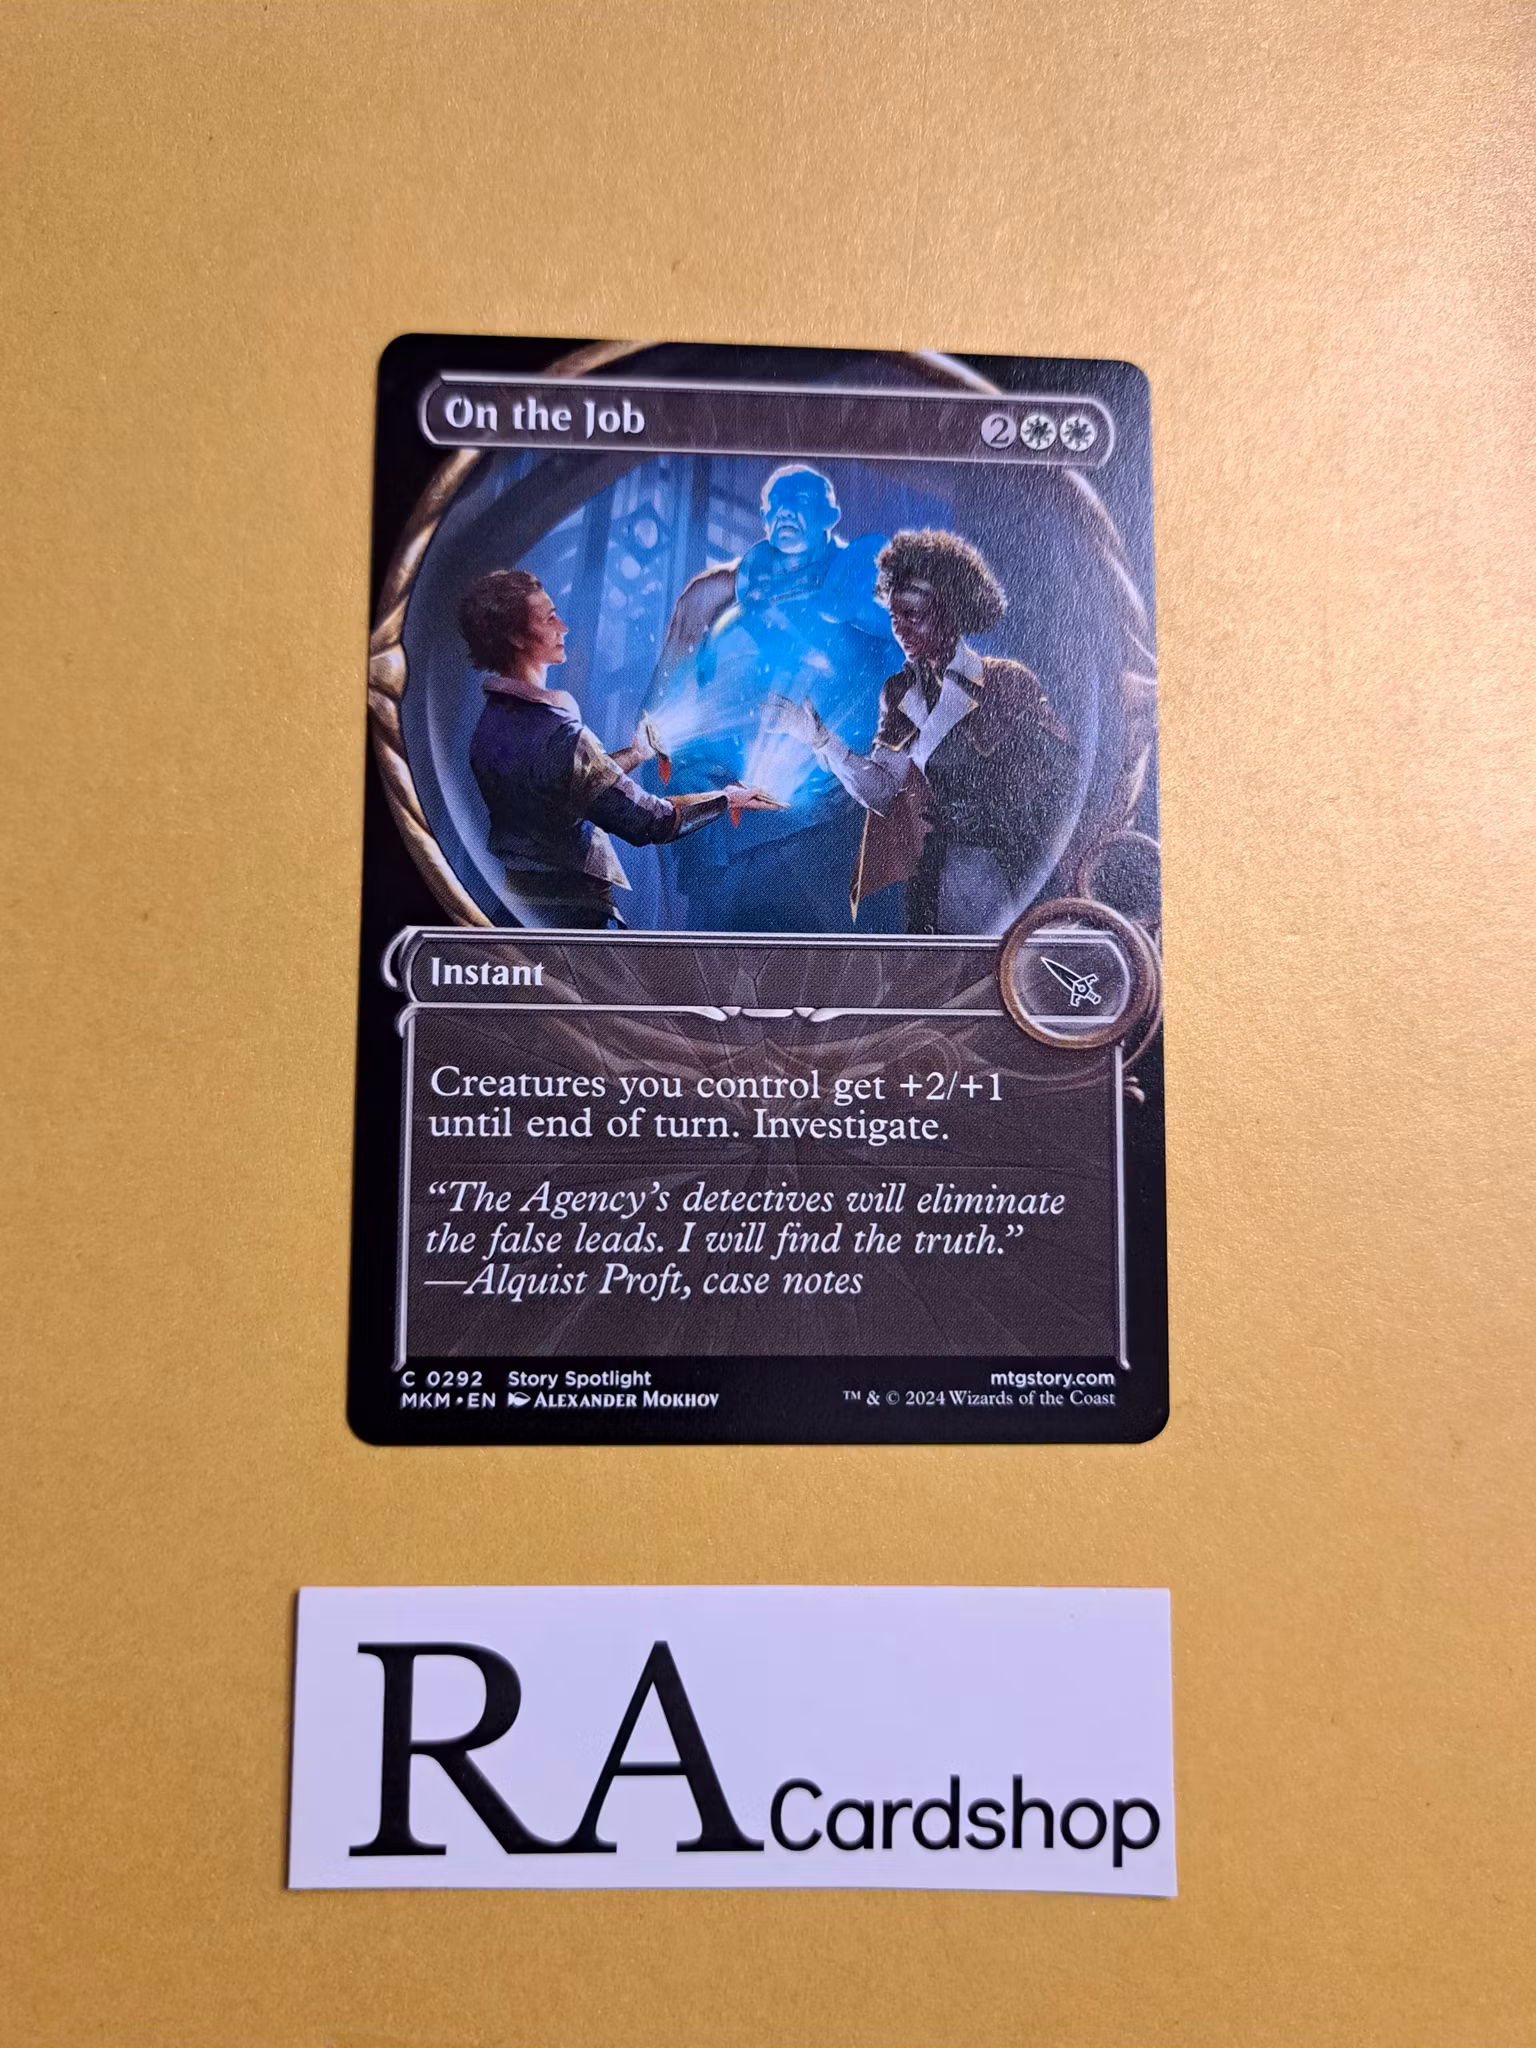 On the Job 2
Instant
Creatures you control get +2/+1
until end of turn. Investigate.
“The Agency’s detectives will eliminate
the false leads. I will find the truth.”
—Alquist Proft, case notes
C 0292 Story Spotlight mtgstory.com
MKM • EN ALEXANDER MOKHOV ™ & © 2024 Wizards of the Coast
RA Cardshop